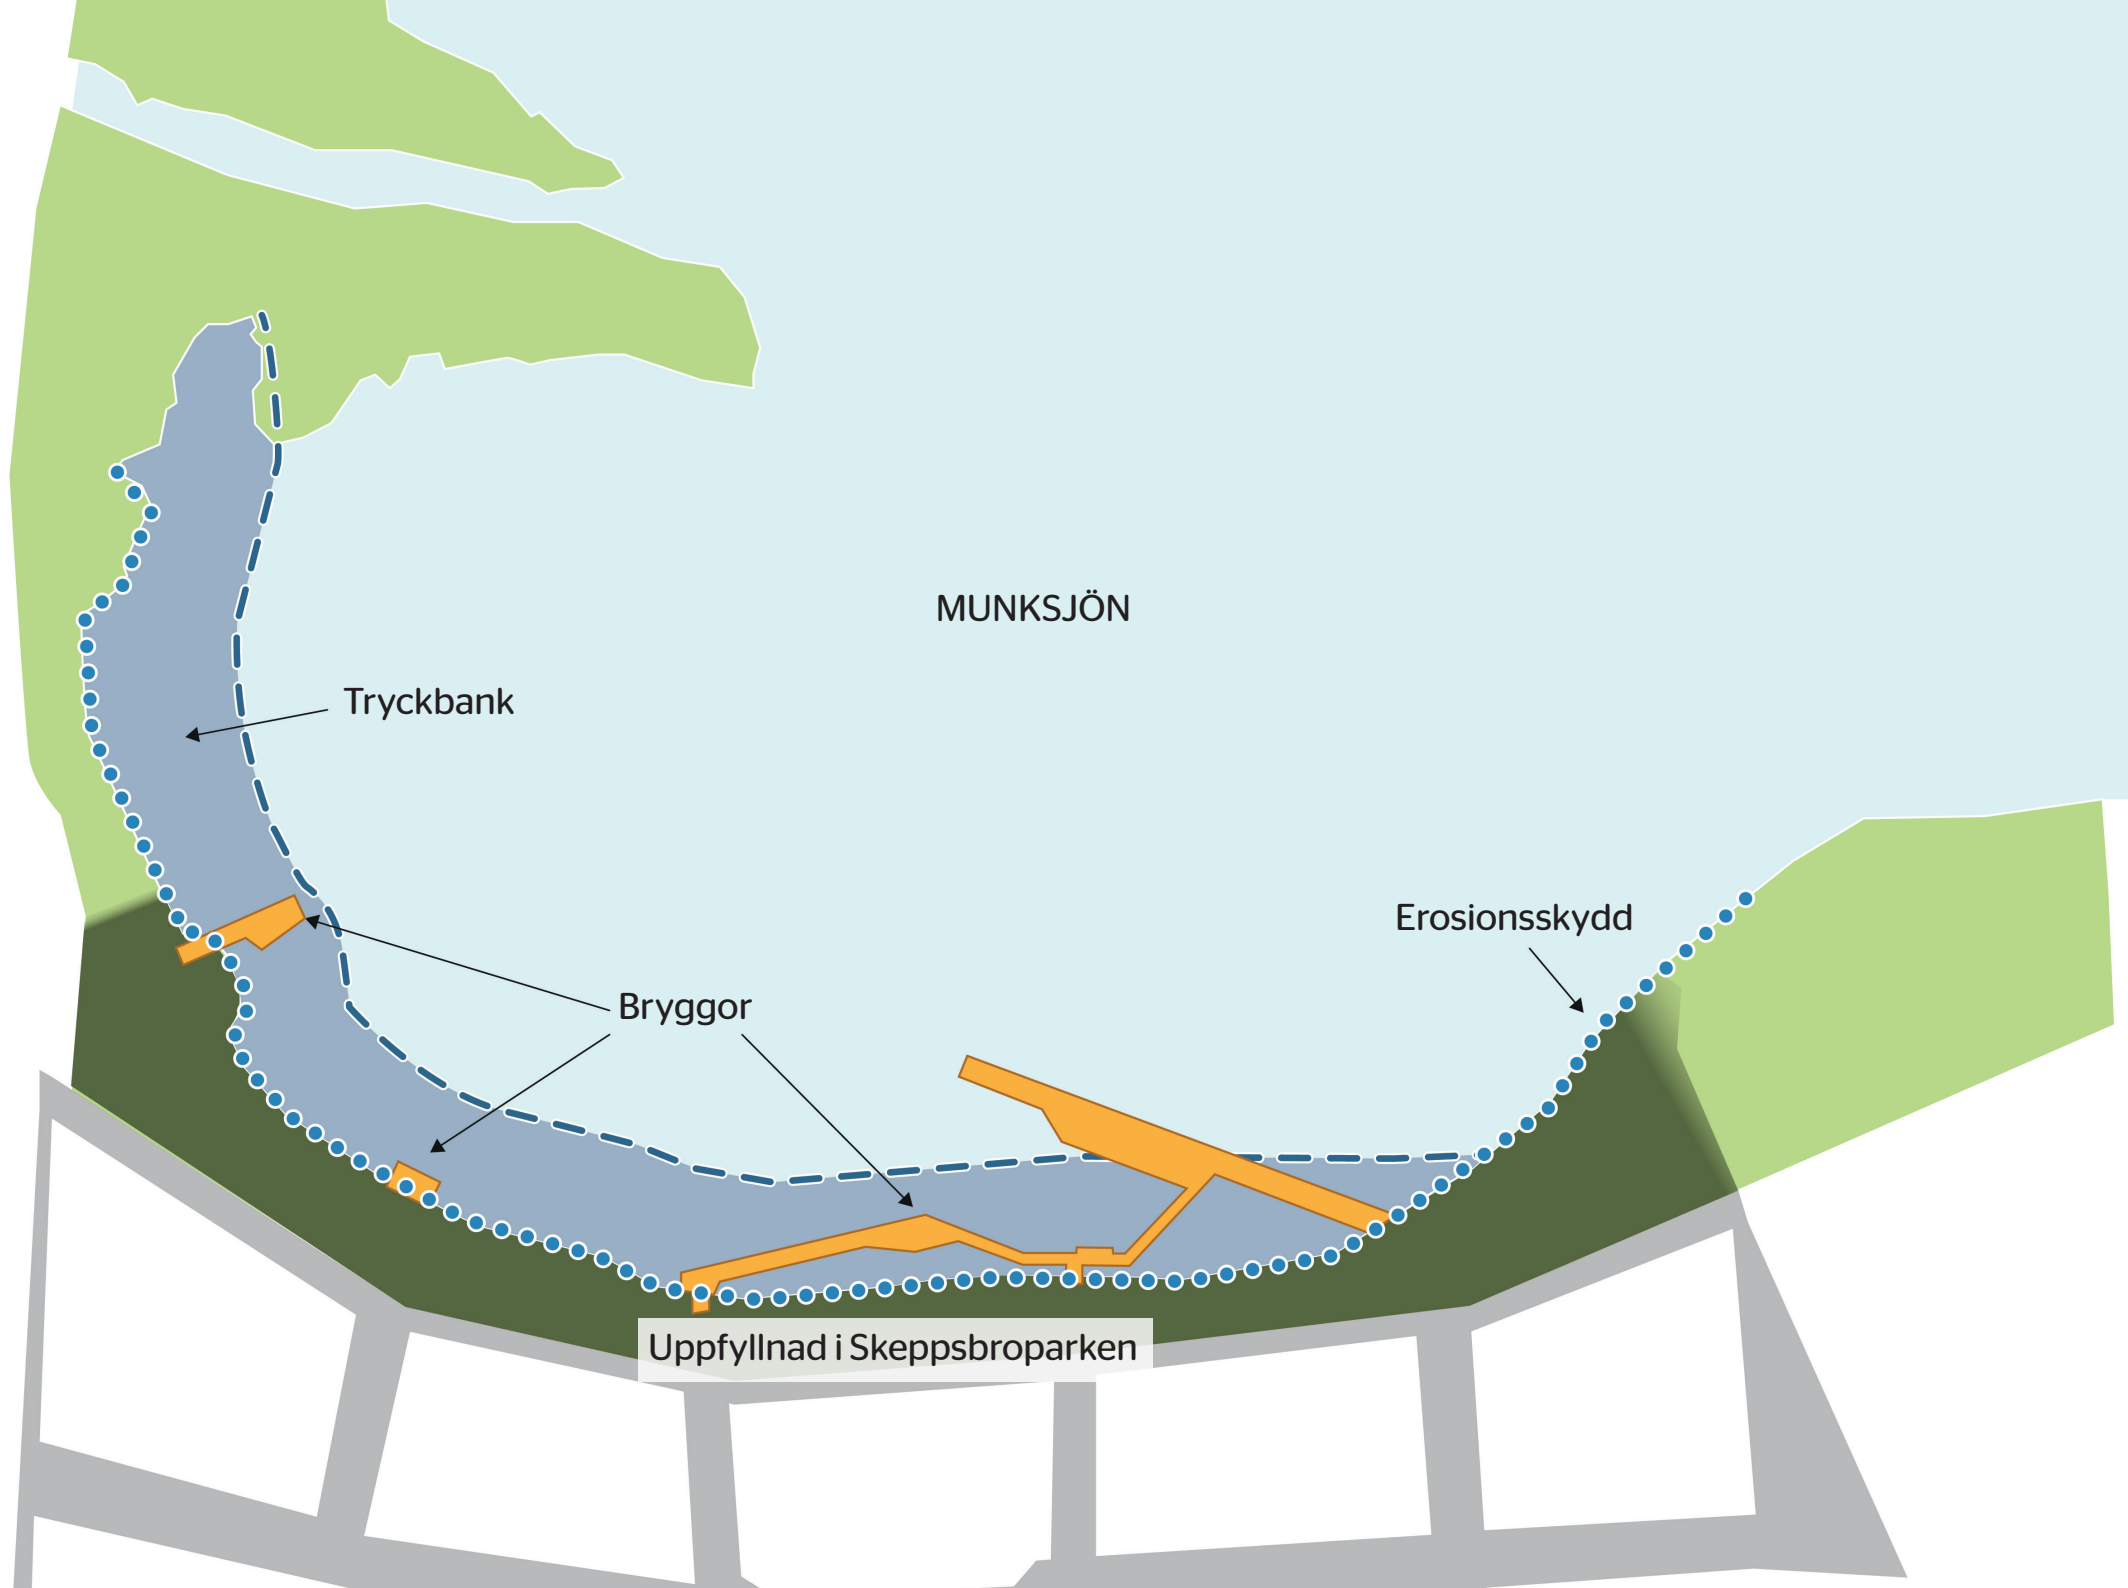 MUNKSJÖN
Tryckbank
Erosionsskydd
Bryggor
Uppfyllnad i Skeppsbroparken